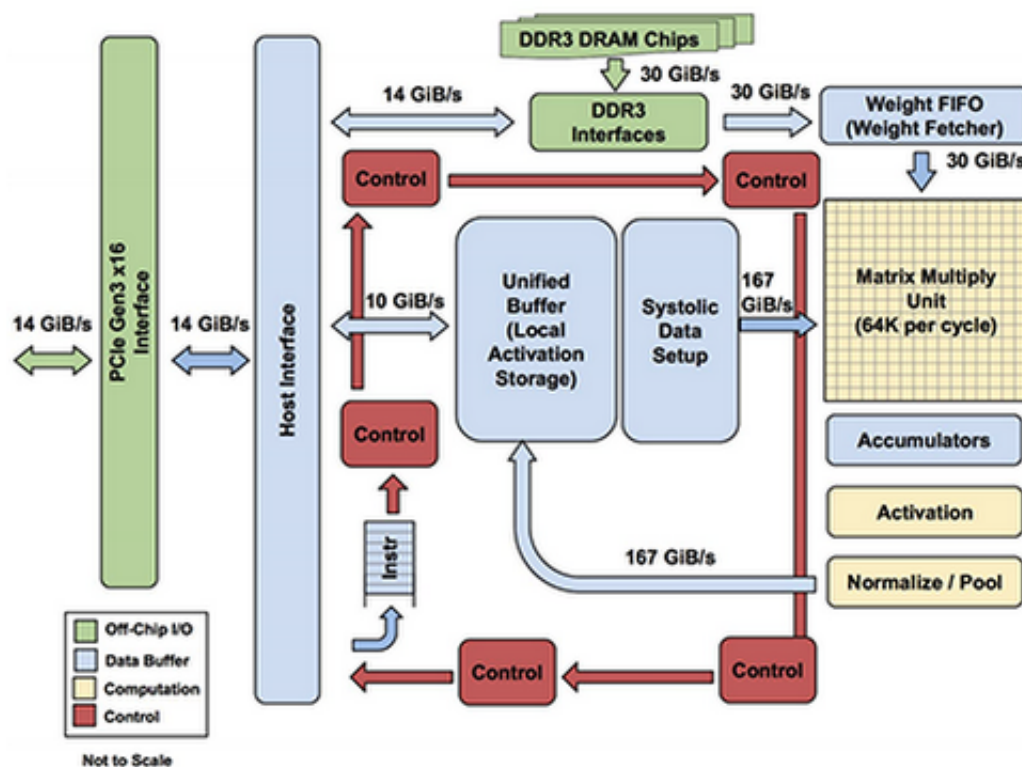 DDR3 DRAM Chips
30 GiB/s
14 GiB/s
30 GiB/s
DDR3
Interfaces
Weight FIFO
(Weight Fetcher)
30 GiB/s
Control
Control
PCIe Gen3 x16
Interface
Host Interface
14 GiB/s
14 GiB/s
10 GiB/s
Unified
Buffer
(Local
Activation
Storage)
Systolic
Data
Setup
167
GiB/s
Matrix Multiply
Unit
(64K per cycle)
Control
Accumulators
Activation
Instr
167 GiB/s
Normalize / Pool
Control
Control
Off-Chip I/O
Data Buffer
Computation
Control
Not to Scale